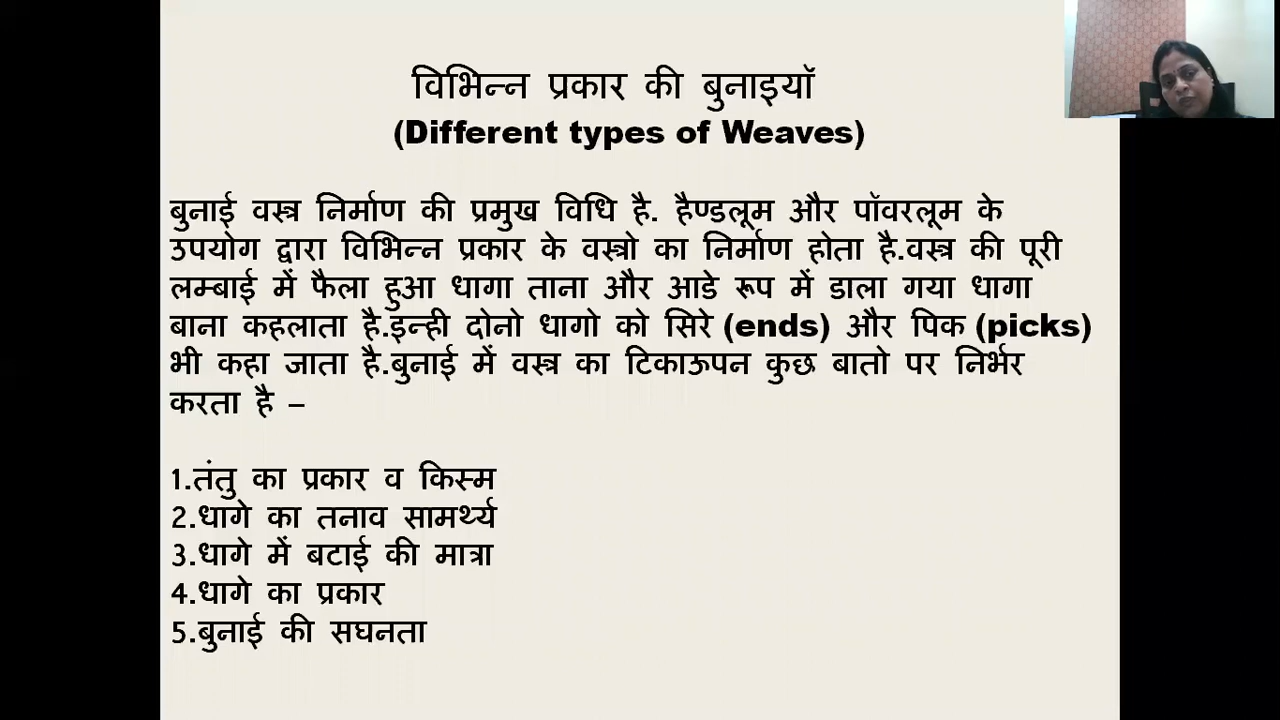 विभिन्न प्रकार की बुनाइयाॅ
(Different types of Weaves)
बुनाई वस्त्र निर्माण की प्रमुख विधि है. हैण्डलूम और पॉवरलूम के
उपयोग द्वारा विभिन्न प्रकार के वस्त्रो का निर्माण होता है.वस्त्र की पूरी
लम्बाई में फैला हुआ धागा ताना और आडे रूप में डाला गया धागा
बाना कहलाता है.इन्ही दोनो धागो को सिरे (ends) और पिक (picks)
भी कहा जाता है.बुनाई में वस्त्र का टिकाऊपन कुछ बातो पर निर्भर
करता है –
1.तंतु का प्रकार व किस्म
2.धागे का तनाव सामर्थ्य
3.धागे में बटाई की मात्रा
4.धागे का प्रकार
5.बुनाई की सघनता